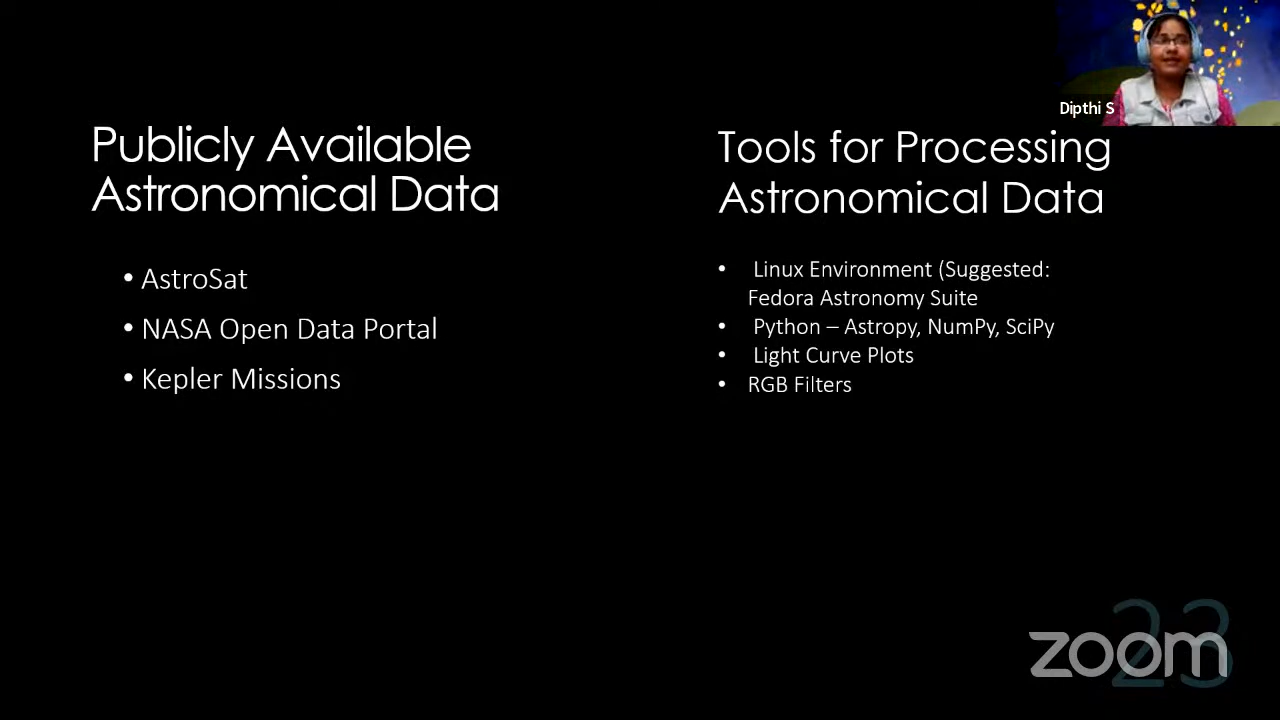 Dipthi S
Publicly Available
Astronomical Data
• AstroSat
• NASA Open Data Portal
• Kepler Missions
Tools for Processing
Astronomical Data
• Linux Environment (Suggested:
Fedora Astronomy Suite
• Python – Astropy, NumPy, SciPy
• Light Curve Plots
• RGB Filters
23
zoom